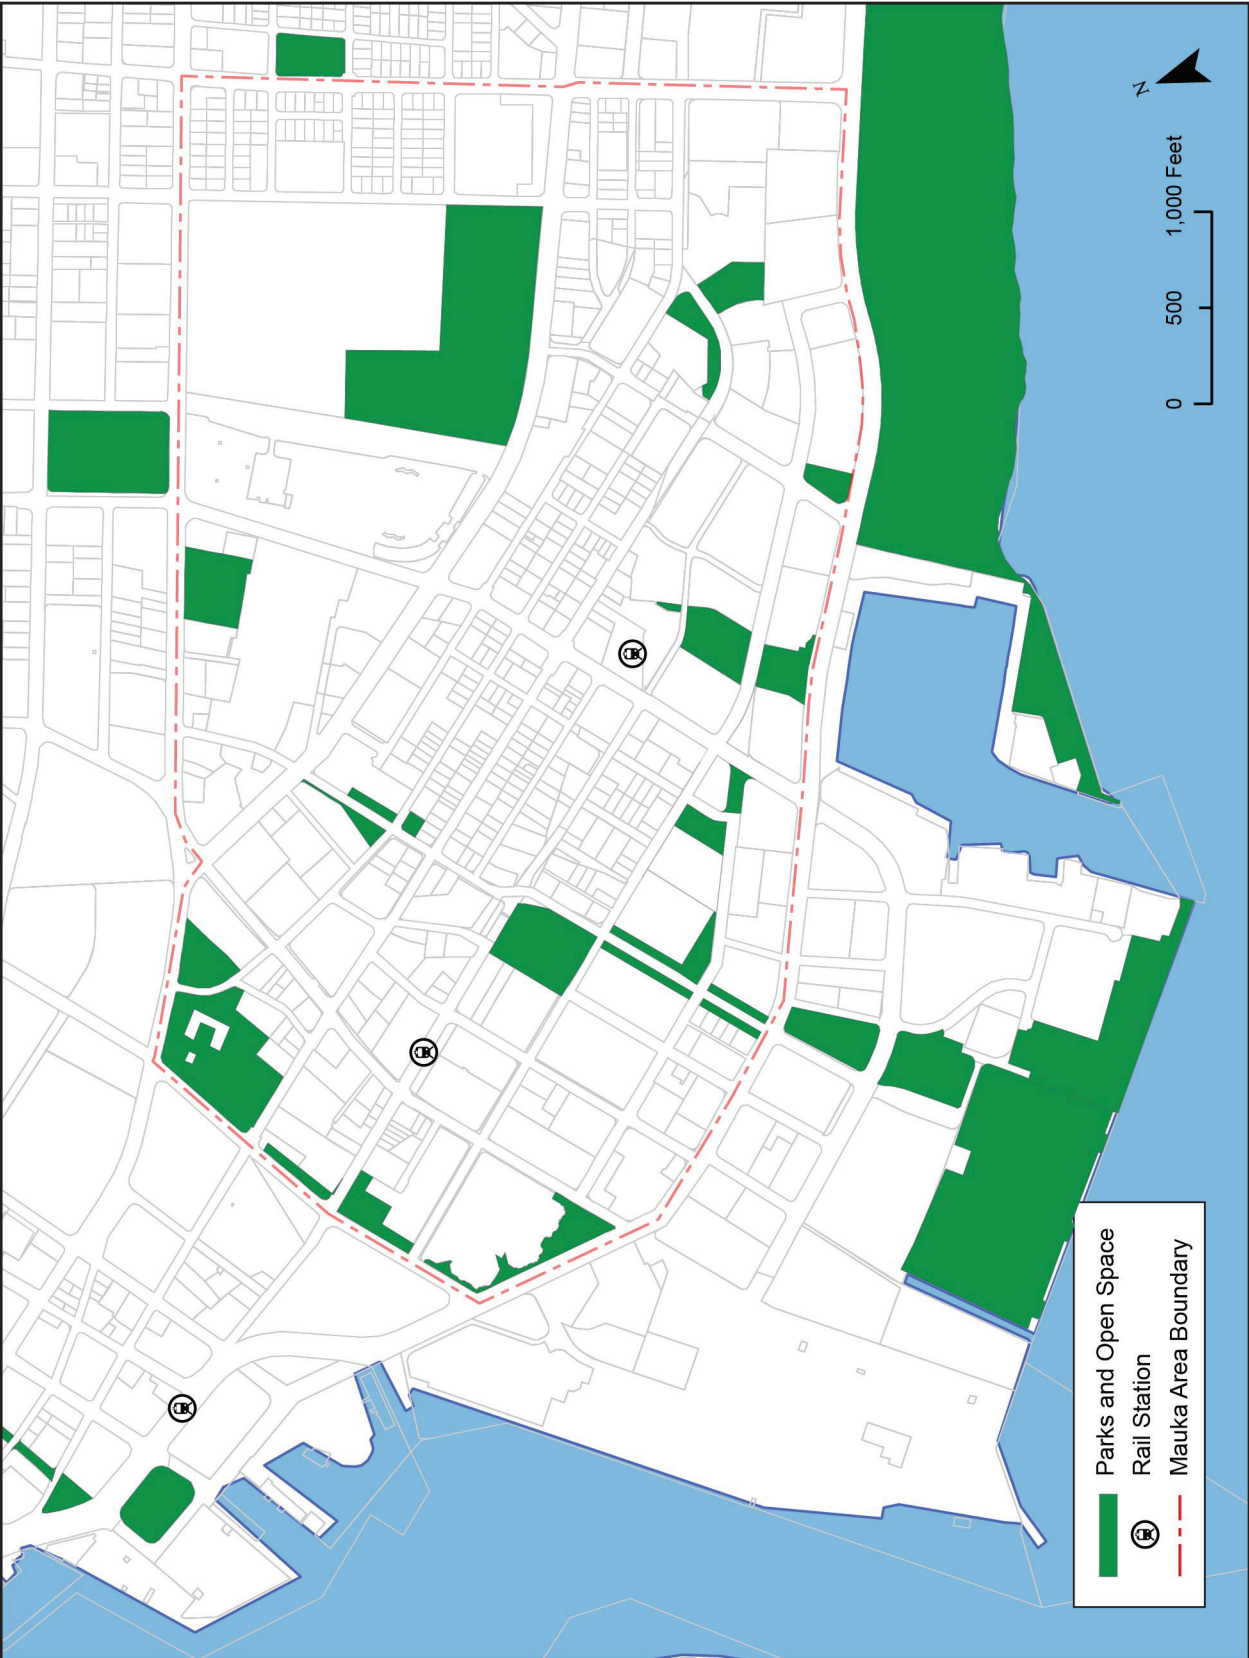 N
0 500 1,000 Feet
Parks and Open Space
Rail Station
Mauka Area Boundary